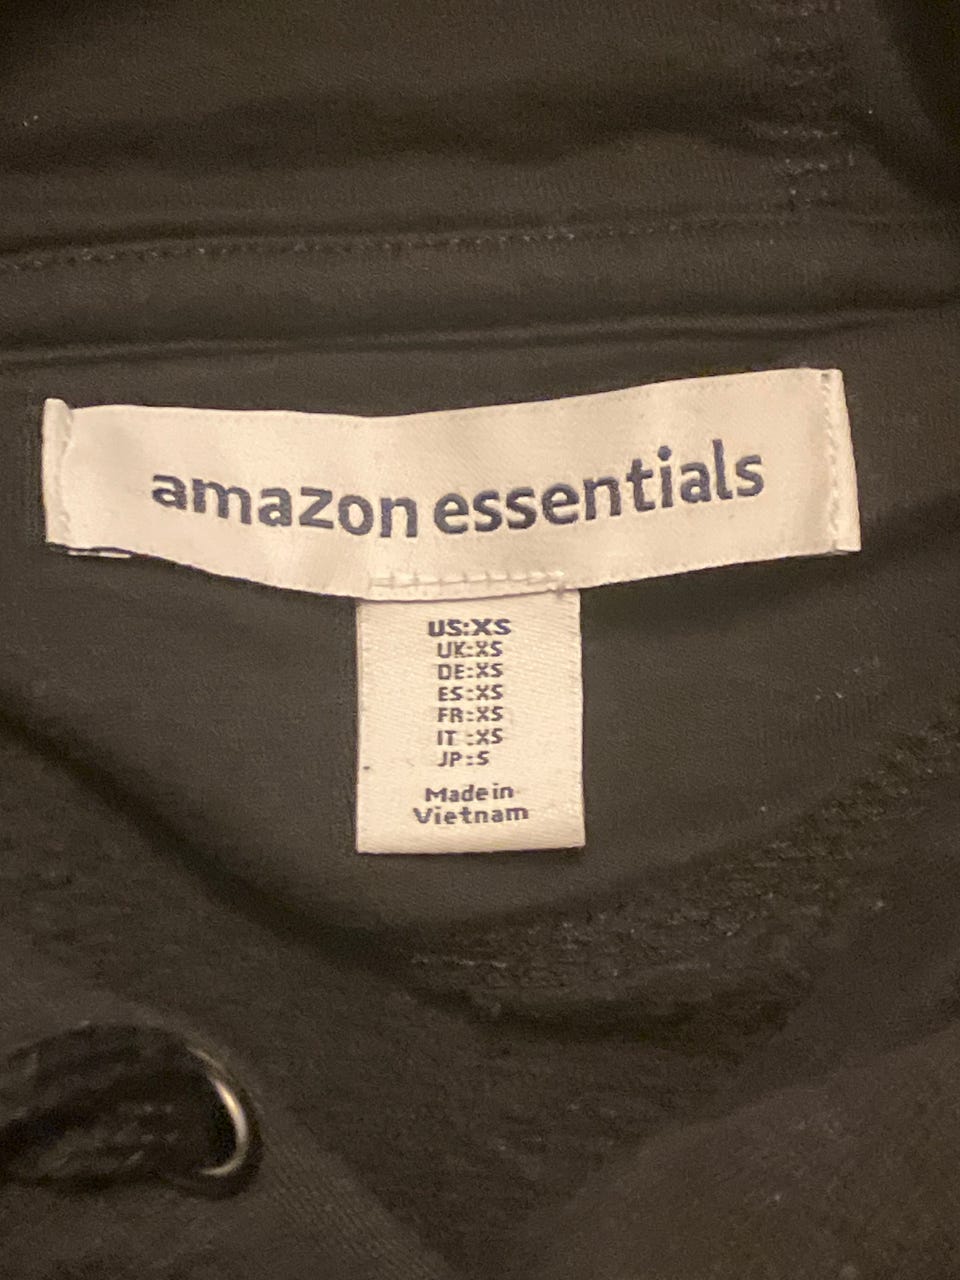 amazon essentials
US:XS
UK:XS
DE:XS
ES:XS
FR:XS
IT :XS
JP:S
Made in
Vietnam